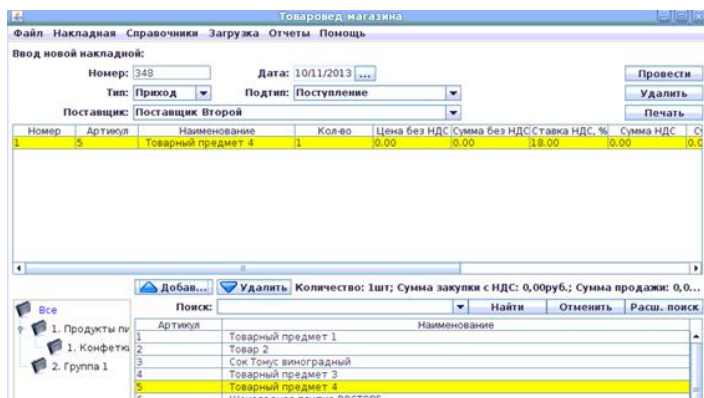 Товаровед магазина
Файл Накладная Справочники Загрузка Отчеты Помощь
Ввод новой накладной:
Номер: 348 Дата: 10/11/2013 ... Провести
Тип: Приход Подтип: Поступление Удалить
Поставщик: Поставщик Второй Печать
Номер Артикул Наименование Кол-во Цена без НДС Сумма без НДС Ставка НДС, % Сумма НДС
1 5 Товарный предмет 4 1 0.00 0.00 18.00 0.00 0.0
Добав... Удалить Количество: 1шт; Сумма закупки с НДС: 0,00руб.; Сумма продажи: 0,0...
Все Поиск: Найти Отменить Расш. поиск
Артикул Наименование
1. Продукты пи 1 Товарный предмет 1
1. Конфеты 2 Товар 2
3 Сок Тонус виноградный
2. Группа 1 4 Товарный предмет 3
5 Товарный предмет 4